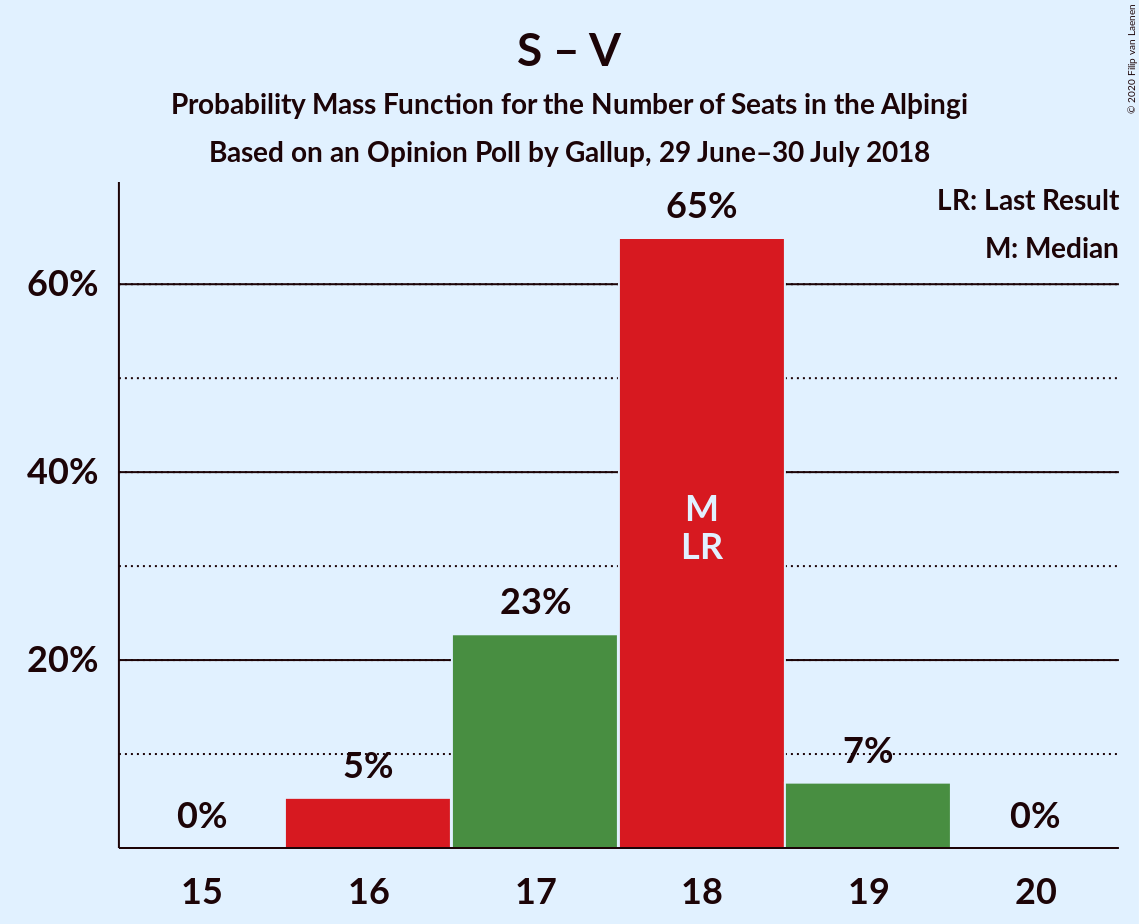 S – V
Probability Mass Function for the Number of Seats in the Alþingi
Based on an Opinion Poll by Gallup, 29 June–30 July 2018
© 2020 Filip van Laenen
LR: Last Result
M: Median
60%
40%
20%
0%
5%
23%
65%
M
LR
7%
0%
15
16
17
18
19
20